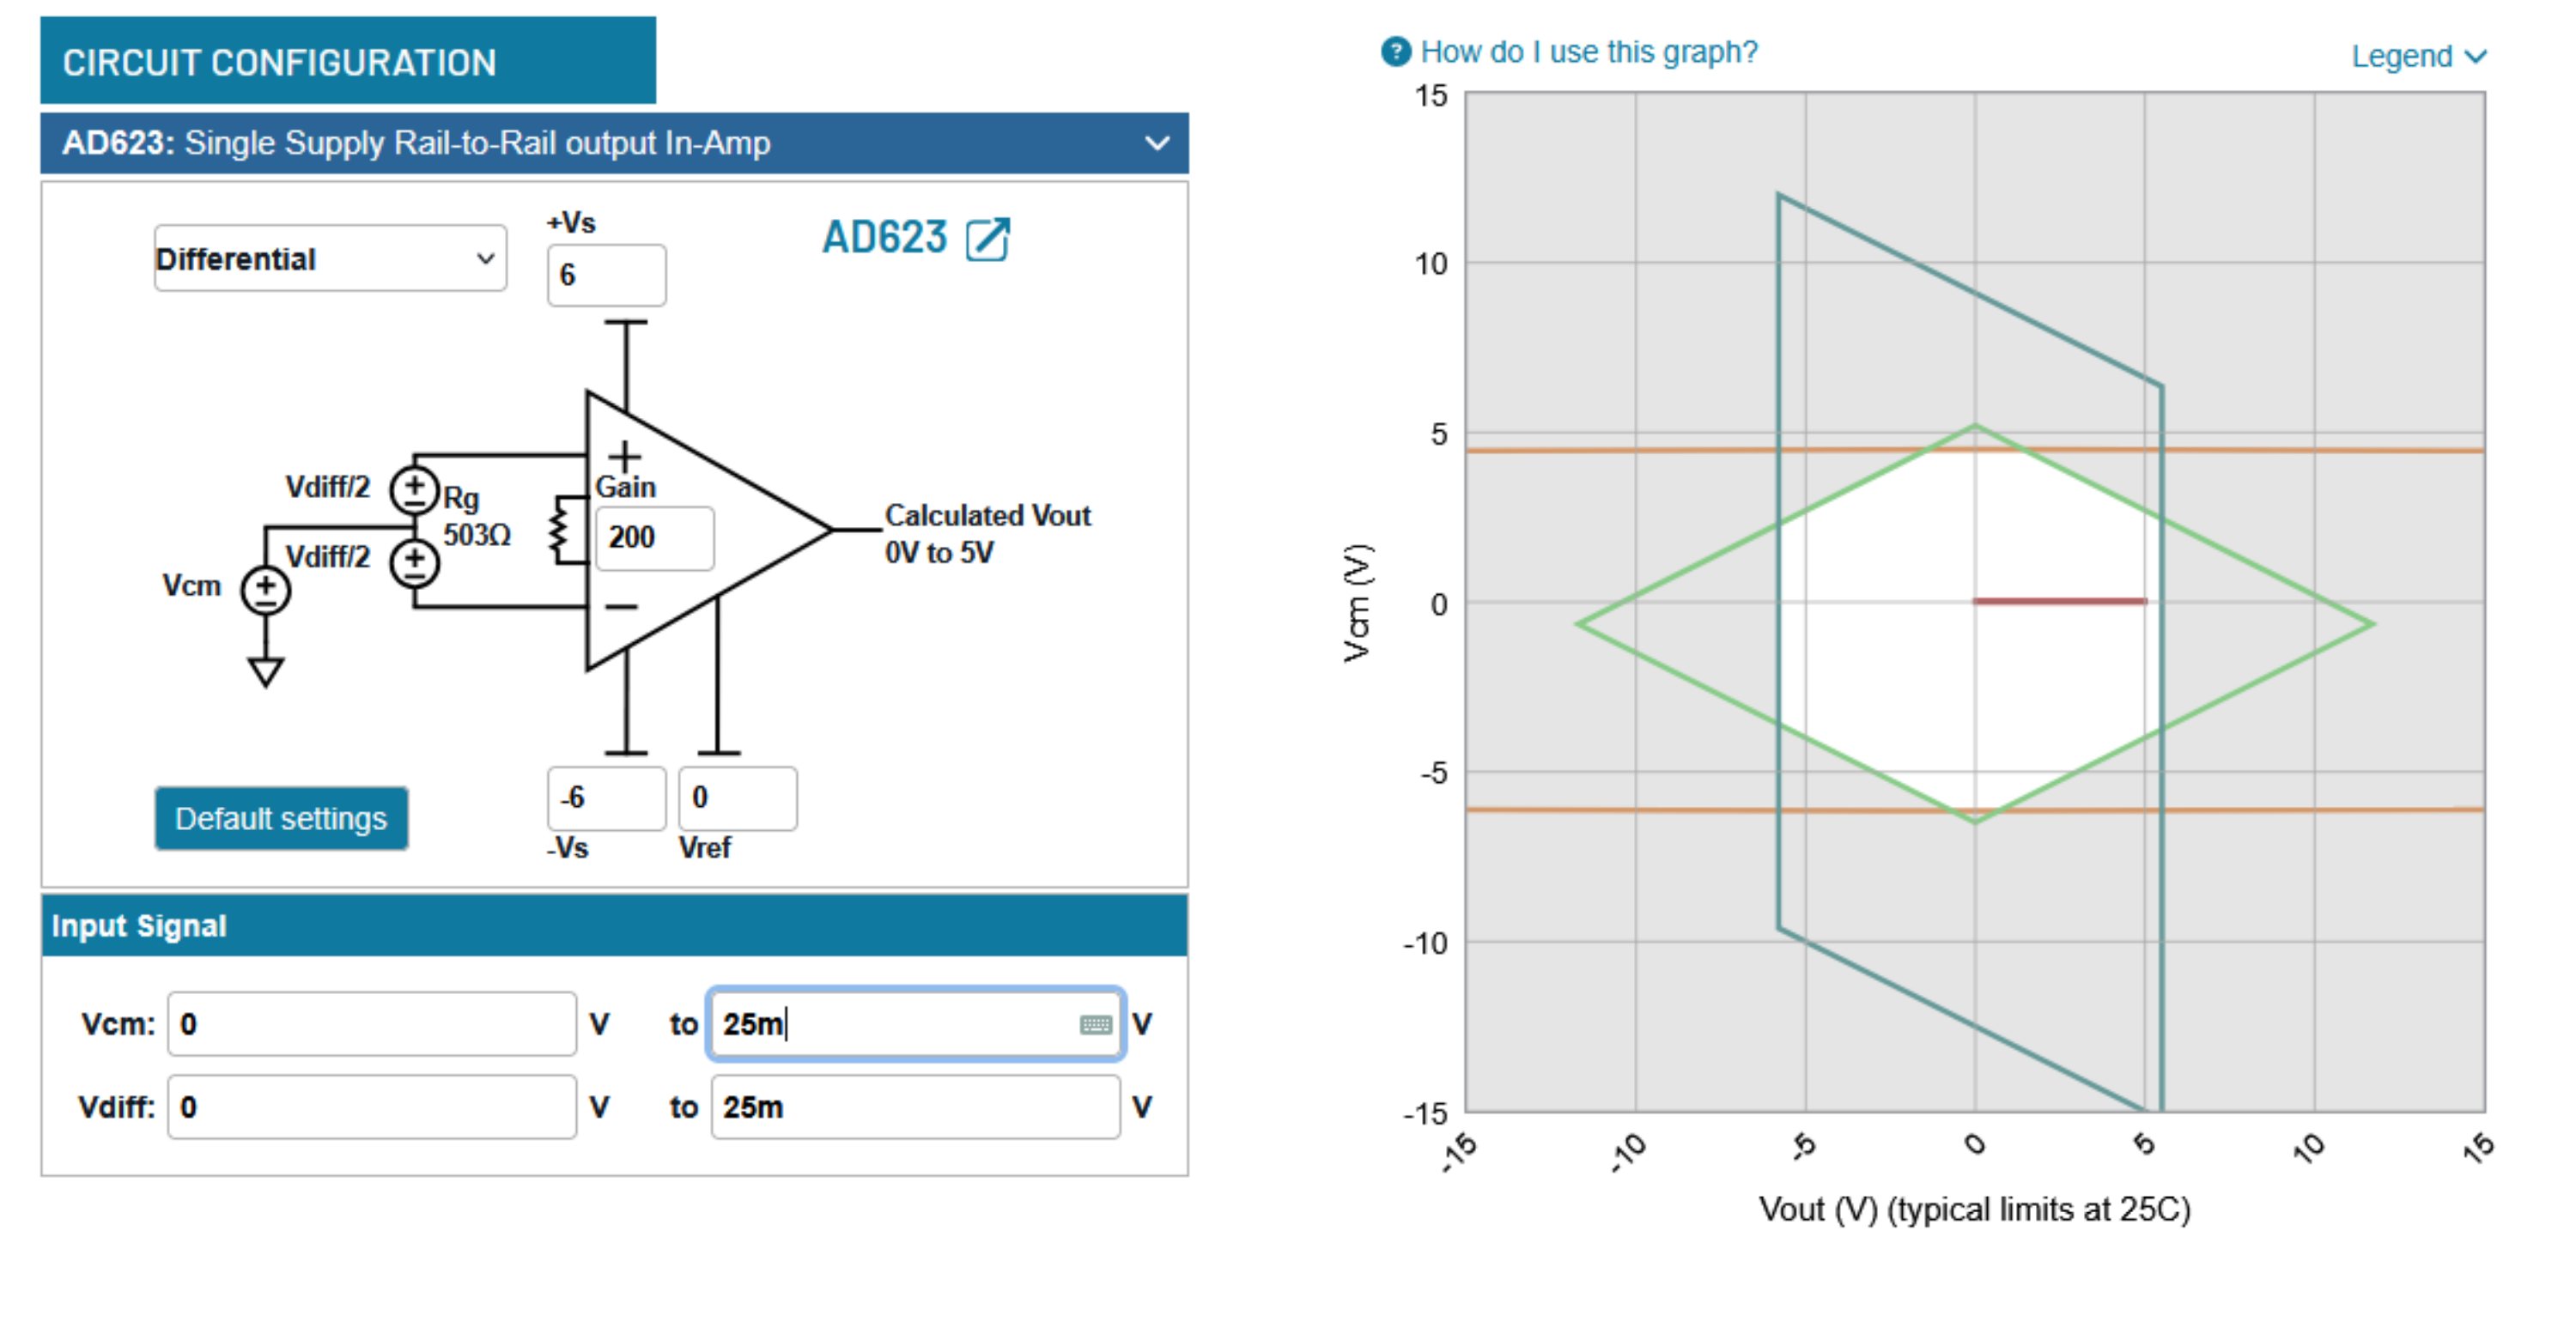 CIRCUIT CONFIGURATION
AD623: Single Supply Rail-to-Rail output In-Amp
Differential
+Vs
6
AD623
Vdiff/2
Rg
503Ω
Vdiff/2
Vcm
Gain
200
Calculated Vout
0V to 5V
Default settings
-6
-Vs
0
Vref
Input Signal
Vcm: 0 V to 25m V
Vdiff: 0 V to 25m V
? How do I use this graph?
Legend
15
10
5
0
-5
-10
-15
Vcm (V)
-15 -10 -5 0 5 10 15
Vout (V) (typical limits at 25C)